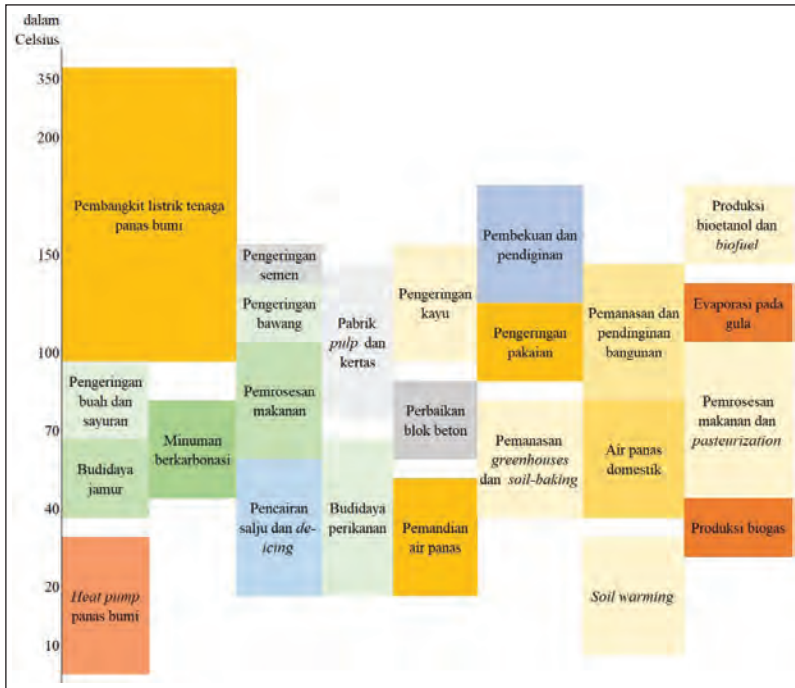 dalam
Celsius
350
200
150
100
70
40
20
10
Pembangkit listrik tenaga
panas bumi
Pengeringan
buah dan
sayuran
Budidaya
jamur
Heat pump
panas bumi
Minuman
berkarbonasi
Pengeringan
semen
Pengeringan
bawang
Pemrosesan
makanan
Pencairan
salju dan de-
icing
Pabrik
pulp dan
kertas
Budidaya
perikanan
Pengeringan
kayu
Perbaikan
blok beton
Pemandian
air panas
Pembekuan dan
pendiginan
Pengeringan
pakaian
Pemanasan
greenhouses
dan soil-baking
Pemanasan dan
pendinginan
bangunan
Air panas
domestik
Soil warming
Produksi
bioetanol dan
biofuel
Evaporasi pada
gula
Pemrosesan
makanan dan
pasteurization
Produksi biogas